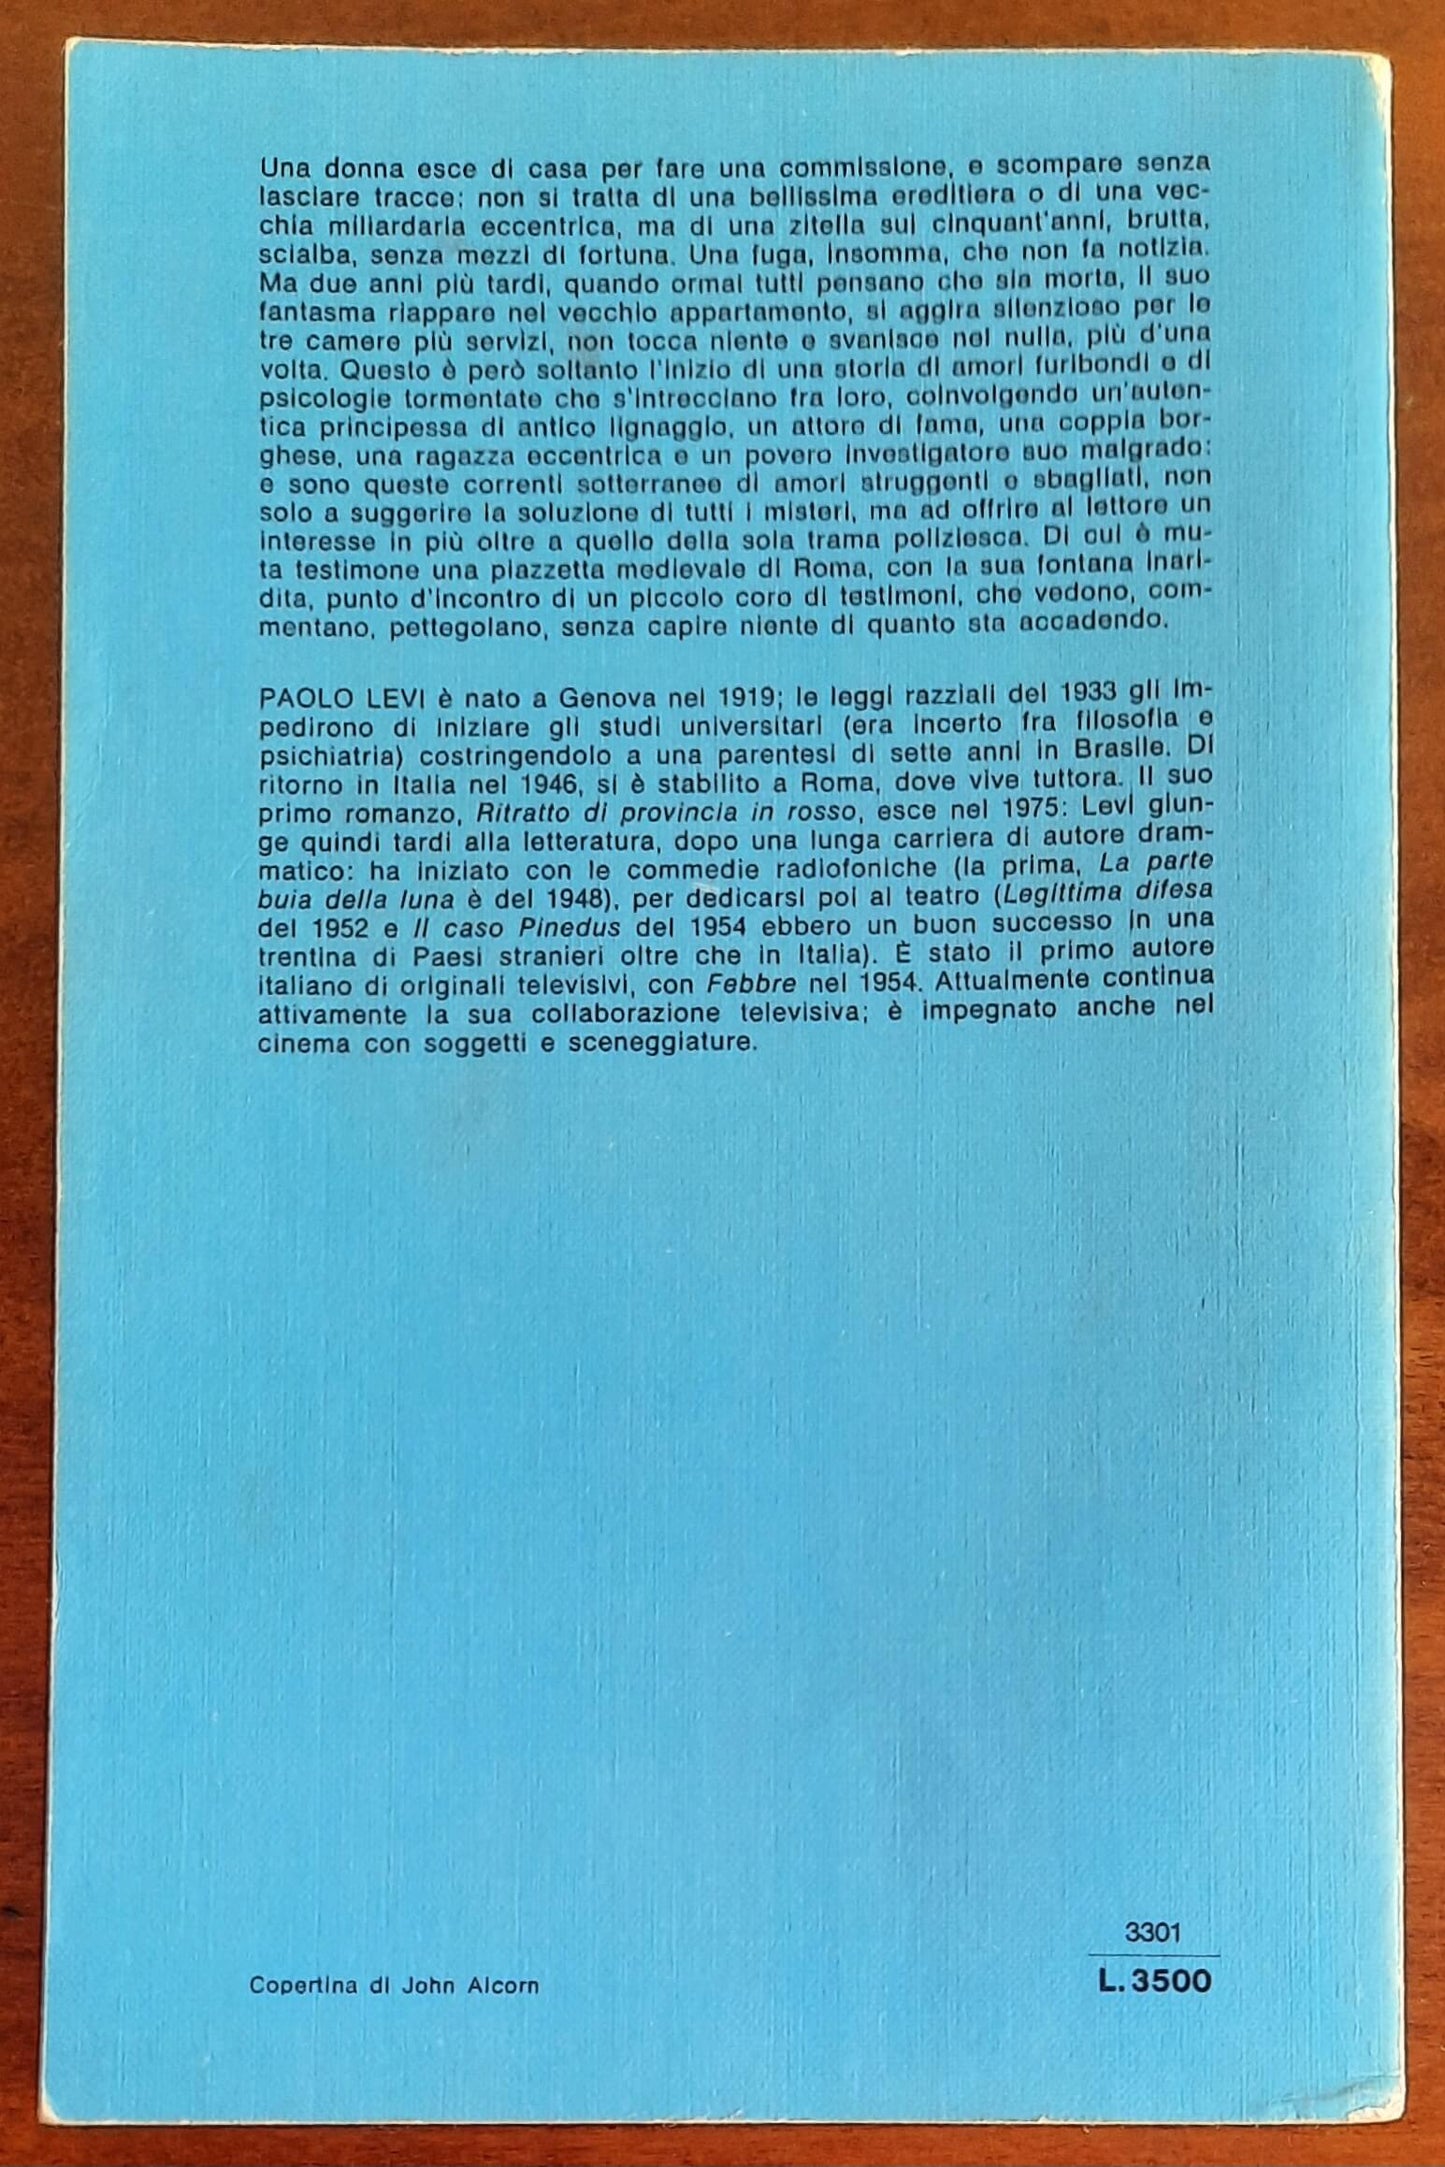 Una donna esce di casa per fare una commissione, e scompare senza
lasciare tracce; non si tratta di una bellissima ereditiera o di una vec-
chia miliardaria eccentrica, ma di una zitella sui cinquant'anni, brutta,
scialba, senza mezzi di fortuna. Una fuga, insomma, che non fa notizia.
Ma due anni più tardi, quando ormai tutti pensano che sia morta, il suo
fantasma riappare nel vecchio appartamento, si aggira silenzioso per le
tre camere più servizi, non tocca niente e svanisce nel nulla, più d'una
volta. Questo è però soltanto l'inizio di una storia di amori furibondi e di
psicologie tormentate che s'intrecciano fra loro, coinvolgendo un'auten-
tica principessa di antico lignaggio, un attore di fama, una coppia bor-
ghese, una ragazza eccentrica e un povero investigatore suo malgrado:
e sono queste correnti sotterranee di amori struggenti e sbagliati, non
solo a suggerire la soluzione di tutti i misteri, ma ad offrire al lettore un
interesse in più oltre a quello della sola trama poliziesca. Di cui è mu-
ta testimone una piazzetta medievale di Roma, con la sua fontana inari-
dita, punto d'incontro di un piccolo coro di testimoni, che vedono, com-
mentano, pettegolano, senza capire niente di quanto sta accadendo.
PAOLO LEVI è nato a Genova nel 1919; le leggi razziali del 1933 gli im-
pedirono di iniziare gli studi universitari (era incerto fra filosofia e
psichiatria) costringendolo a una parentesi di sette anni in Brasile. Di
ritorno in Italia nel 1946, si è stabilito a Roma, dove vive tuttora. Il suo
primo romanzo, Ritratto di provincia in rosso, esce nel 1975: Levi giun-
ge quindi tardi alla letteratura, dopo una lunga carriera di autore dram-
matico: ha iniziato con le commedie radiofoniche (la prima, La parte
buia della luna è del 1948), per dedicarsi poi al teatro (Legittima difesa
del 1952 e Il caso Pinedus del 1954 ebbero un buon successo in una
trentina di Paesi stranieri oltre che in Italia). È stato il primo autore
italiano di originali televisivi, con Febbre nel 1954. Attualmente continua
attivamente la sua collaborazione televisiva; è impegnato anche nel
cinema con soggetti e sceneggiature.
3301
L. 3500
Copertina di John Alcorn